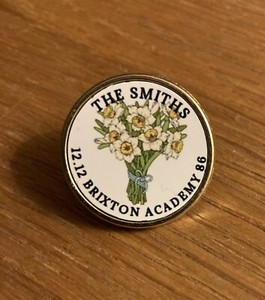 THE SMITHS
12.12 BRIXTON ACADEMY 86